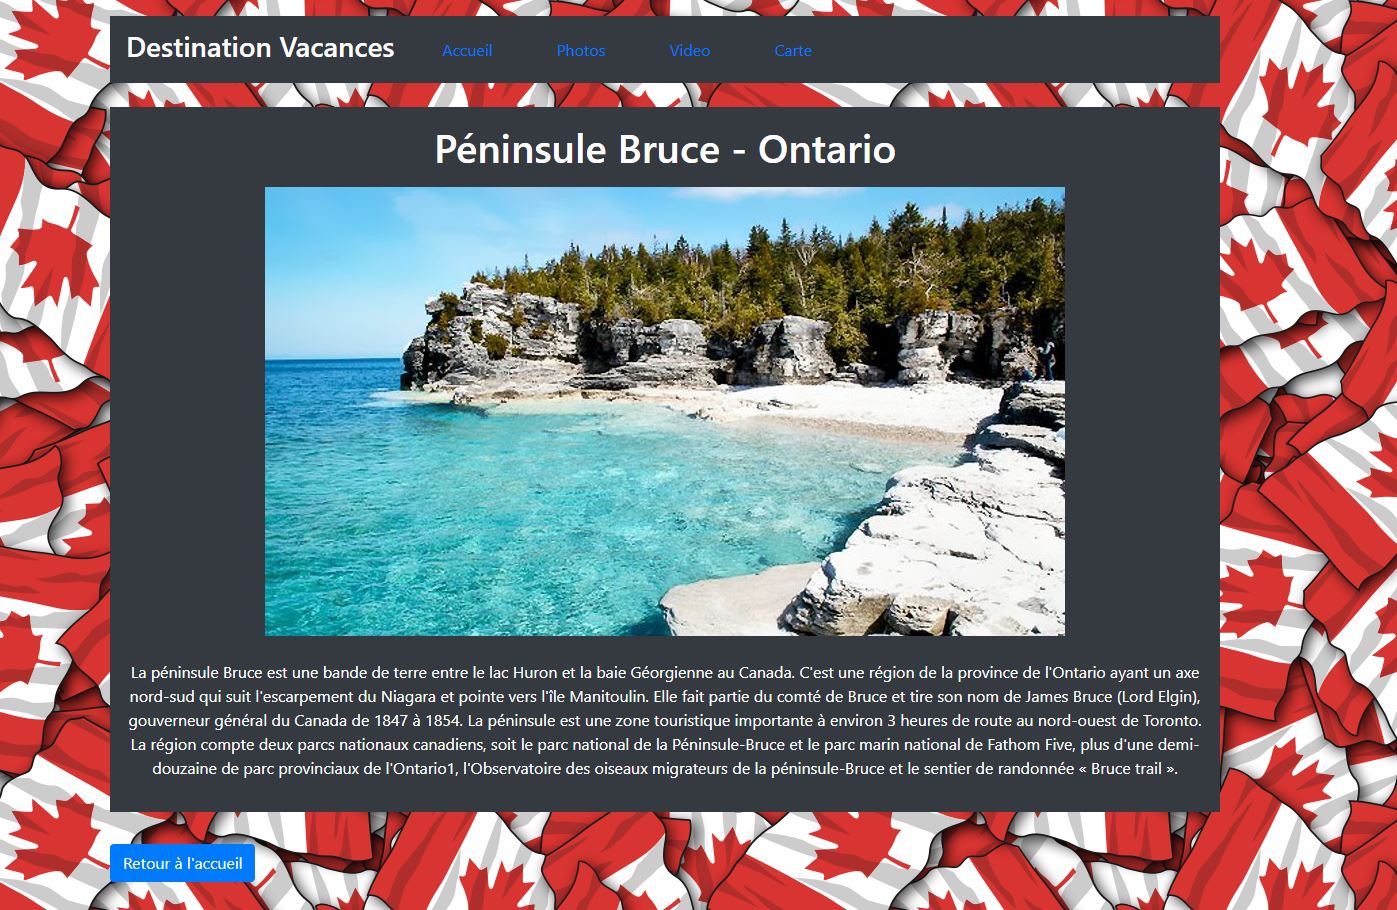 Destination Vacances
Accueil
Photos
Video
Carte
Péninsule Bruce - Ontario
La péninsule Bruce est une bande de terre entre le lac Huron et la baie Géorgienne au Canada. C'est une région de la province de l'Ontario ayant un axe
nord-sud qui suit l'escarpement du Niagara et pointe vers l'île Manitoulin. Elle fait partie du comté de Bruce et tire son nom de James Bruce (Lord Elgin),
gouverneur général du Canada de 1847 à 1854. La péninsule est une zone touristique importante à environ 3 heures de route au nord-ouest de Toronto.
La région compte deux parcs nationaux canadiens, soit le parc national de la Péninsule-Bruce et le parc marin national de Fathom Five, plus d'une demi-
douzaine de parc provinciaux de l'Ontario1, l'Observatoire des oiseaux migrateurs de la péninsule-Bruce et le sentier de randonnée « Bruce trail ».
Retour à l'accueil